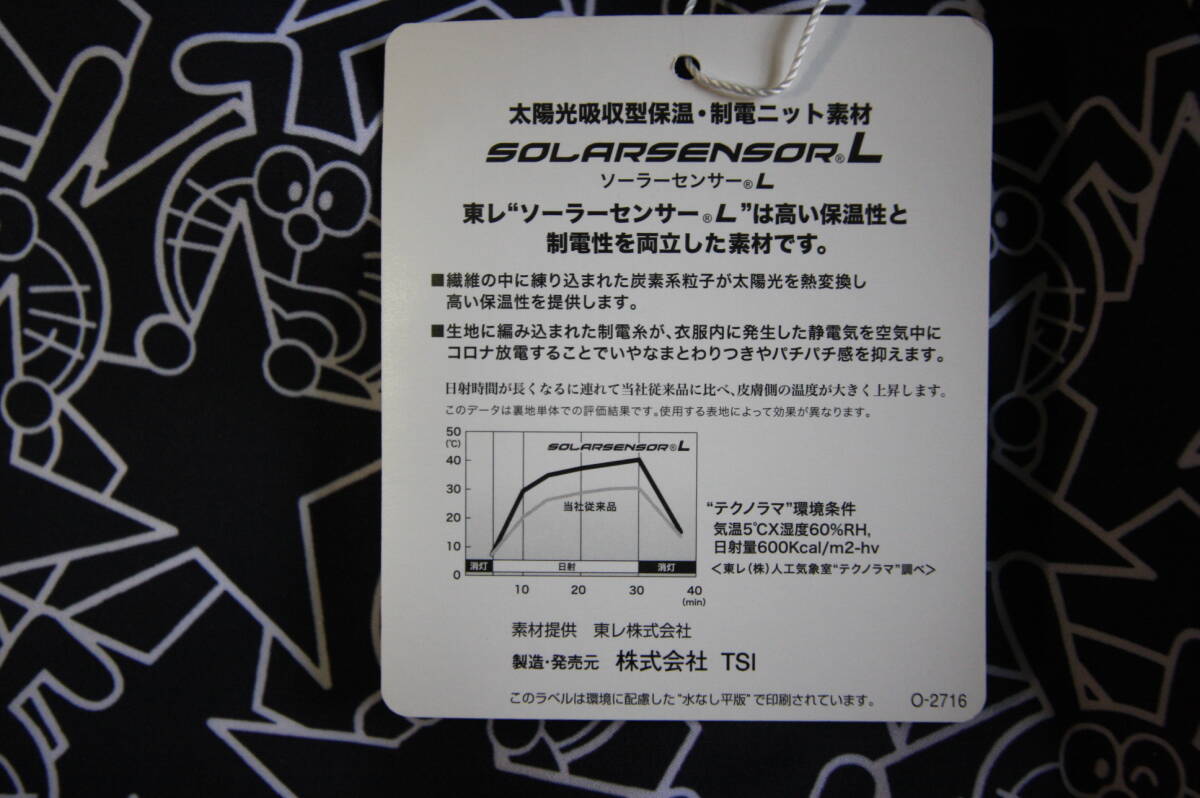 太陽光吸収型保温・制電ニット素材
SOLARSENSOR®L
ソーラーセンサー®L
東レ“ソーラーセンサー®L”は高い保温性と
制電性を両立した素材です。
■繊維の中に練り込まれた炭素系粒子が太陽光を熱変換し
高い保温性を提供します。
■生地に編み込まれた制電糸が、衣服内に発生した静電気を空気中に
コロナ放電することでいやなまとわりつきやパチパチ感を抑えます。
日射時間が長くなるに連れて当社従来品に比べ、皮膚側の温度が大きく上昇します。
このデータは裏地単体での評価結果です。使用する表地によって効果が異なります。
50
(℃)
40
30
20
10
0
SOLARSENSOR®L
当社従来品
消灯 日射 消灯
10 20 30 40
(min)
“テクノラマ”環境条件
気温5℃X湿度60%RH,
日射量600Kcal/m2-hv
＜東レ(株)人工気象室“テクノラマ”調べ＞
素材提供 東レ株式会社
製造・発売元 株式会社 TSI
このラベルは環境に配慮した“水なし平版”で印刷されています。 O-2716